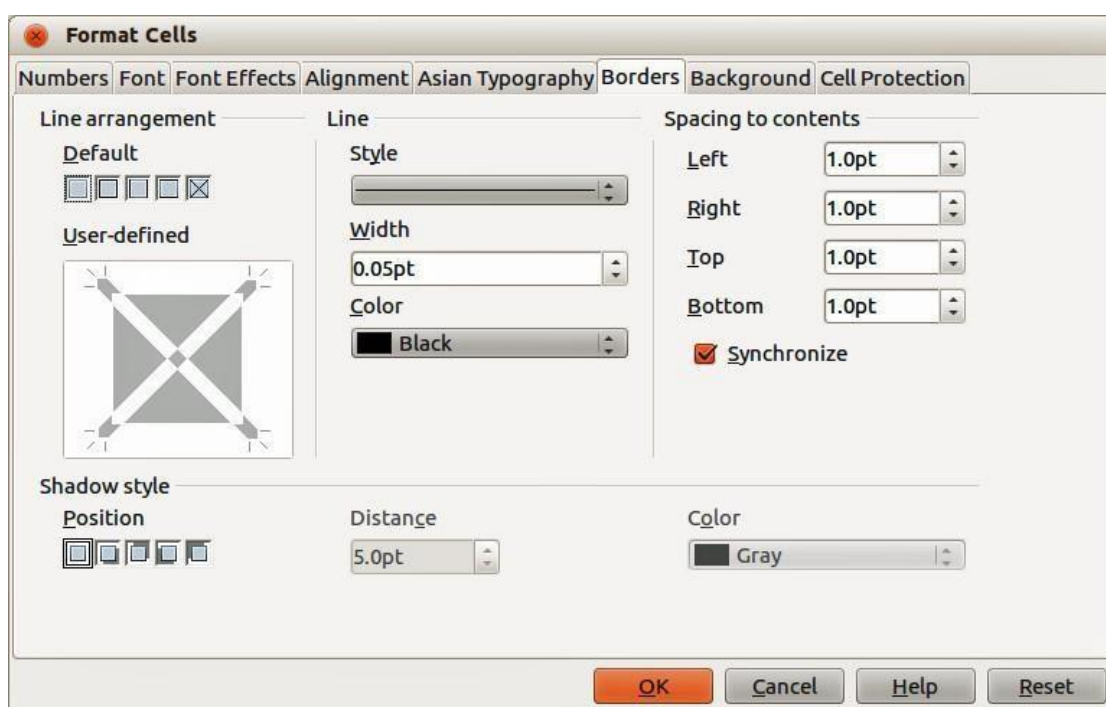 Format Cells
Numbers Font Font Effects Alignment Asian Typography Borders Background Cell Protection
Line arrangement
Default
User-defined
Line
Style
Width
0.05pt
Color
Black
Spacing to contents
Left 1.0pt
Right 1.0pt
Top 1.0pt
Bottom 1.0pt
Synchronize
Shadow style
Position
Distance
5.0pt
Color
Gray
OK Cancel Help Reset